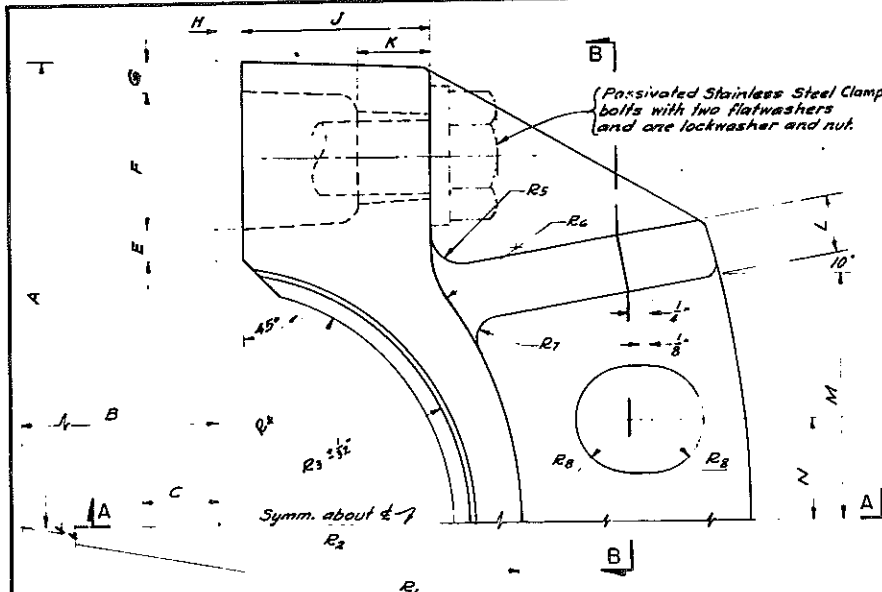 H
J
K
B
Passivated Stainless Steel Clamp
bolts with two flatwashers
and one lockwasher and nut.
G
F
E
A
R5
R6
L
10°
1/4"
1/8"
45°
R7
B
R3 ± 1/32"
R8
R8
M
N
C
A
A
Symm. about ℄
R2
B
R1